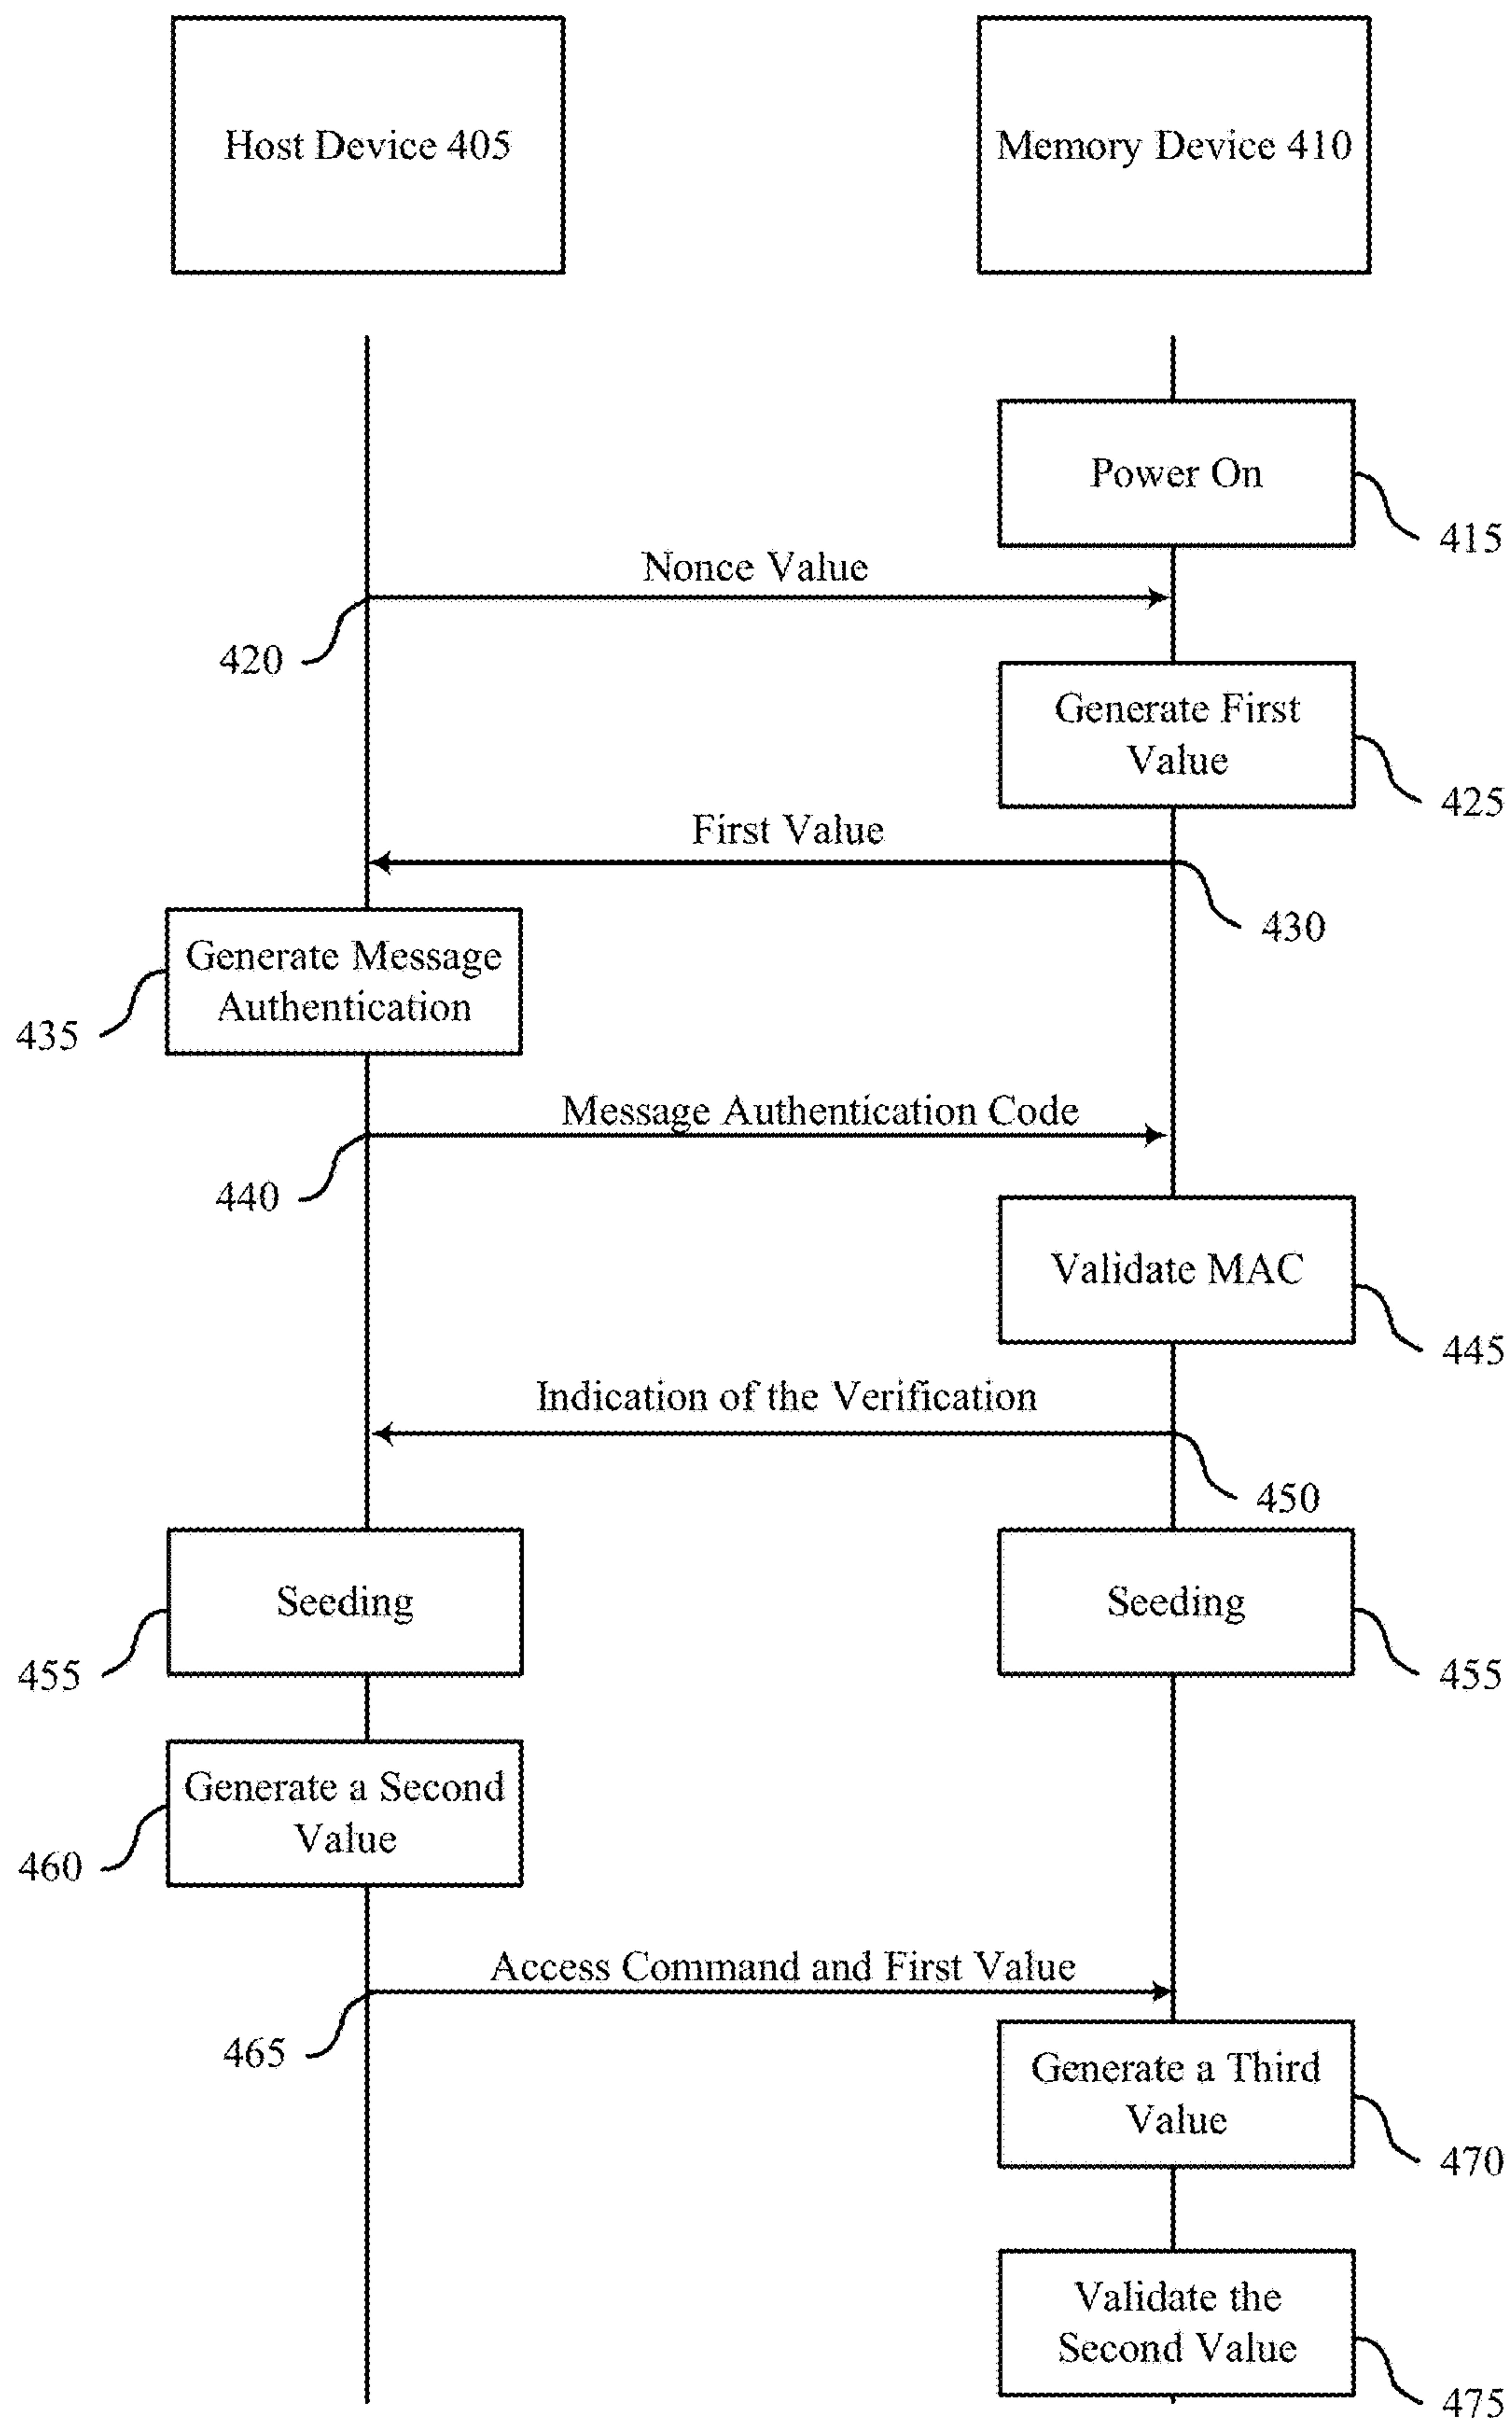 Host Device 405
Memory Device 410
Power On
415
Nonce Value
420
Generate First
Value
425
First Value
430
Generate Message
Authentication
435
Message Authentication Code
440
Validate MAC
445
Indication of the Verification
450
Seeding
455
Seeding
455
Generate a Second
Value
460
Access Command and First Value
465
Generate a Third
Value
470
Validate the
Second Value
475